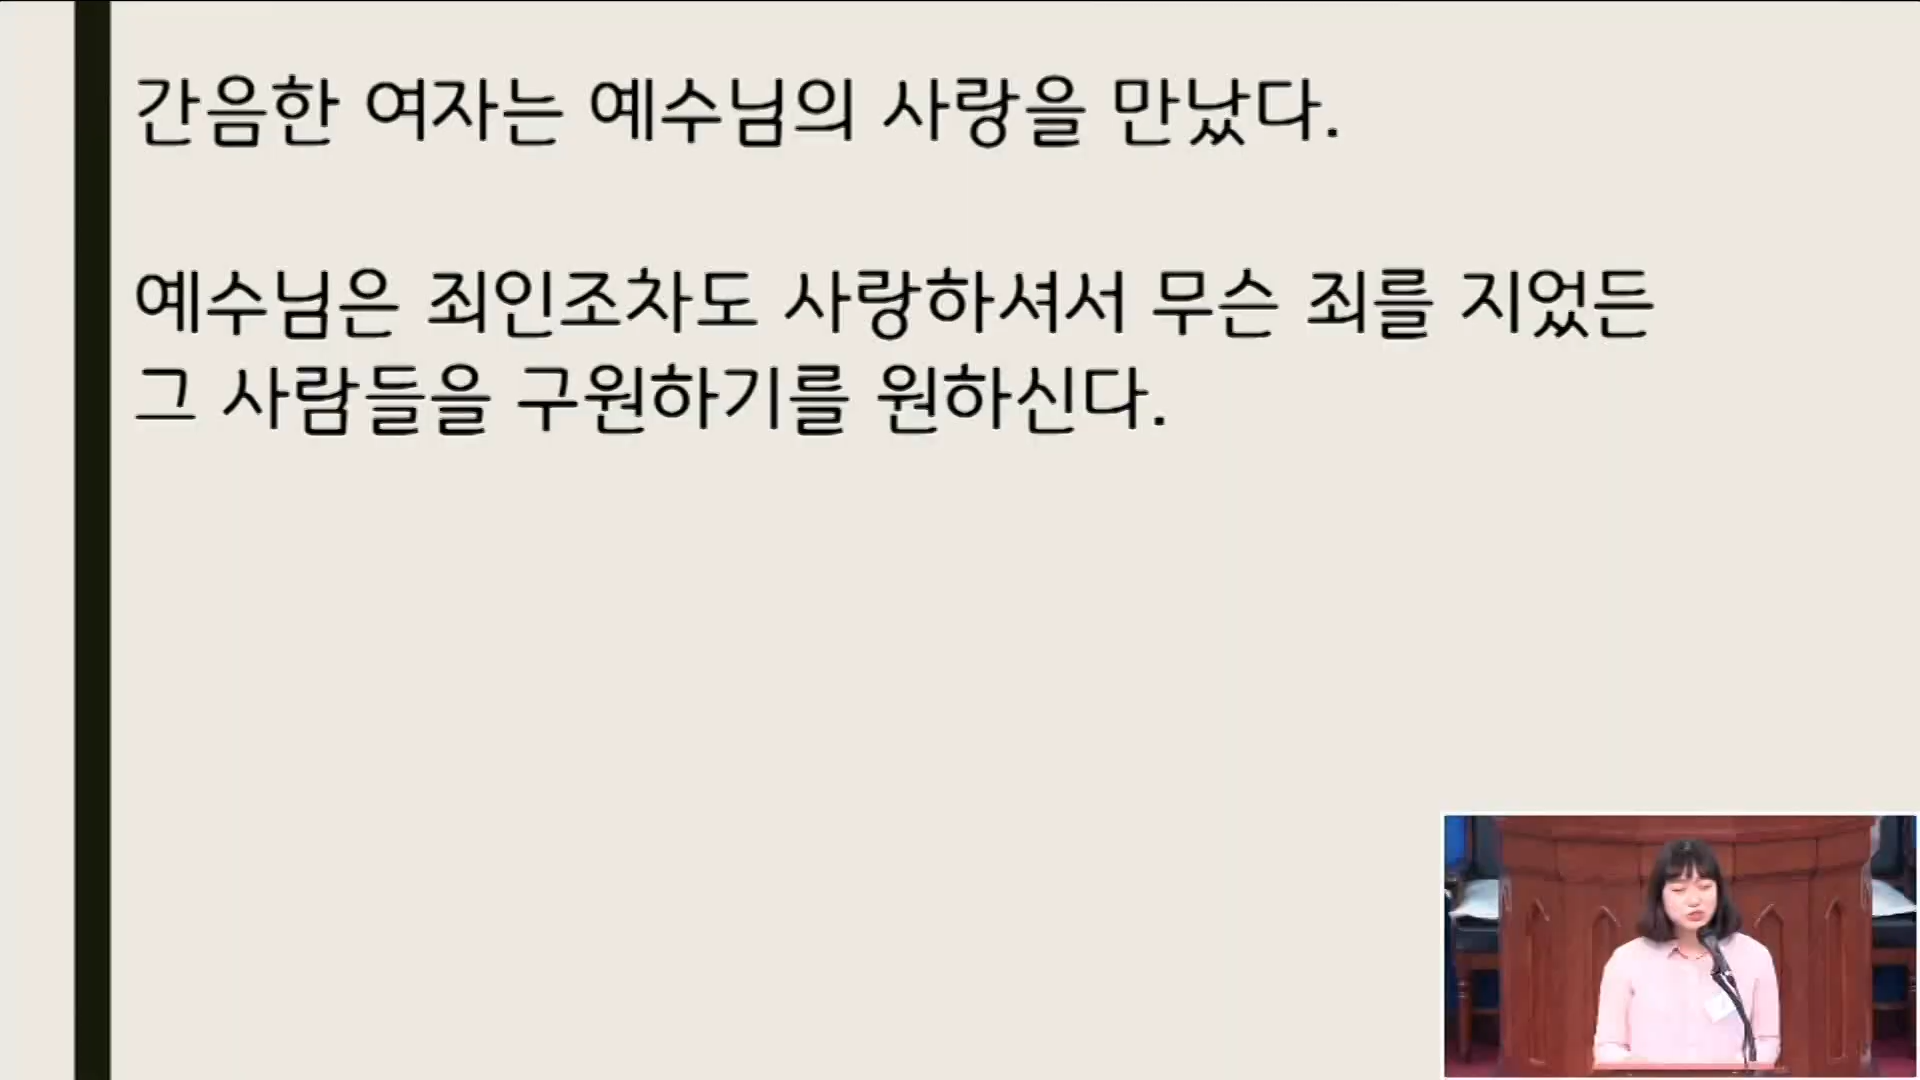 간음한 여자는 예수님의 사랑을 만났다.
예수님은 죄인조차도 사랑하셔서 무슨 죄를 지었든
그 사람들을 구원하기를 원하신다.